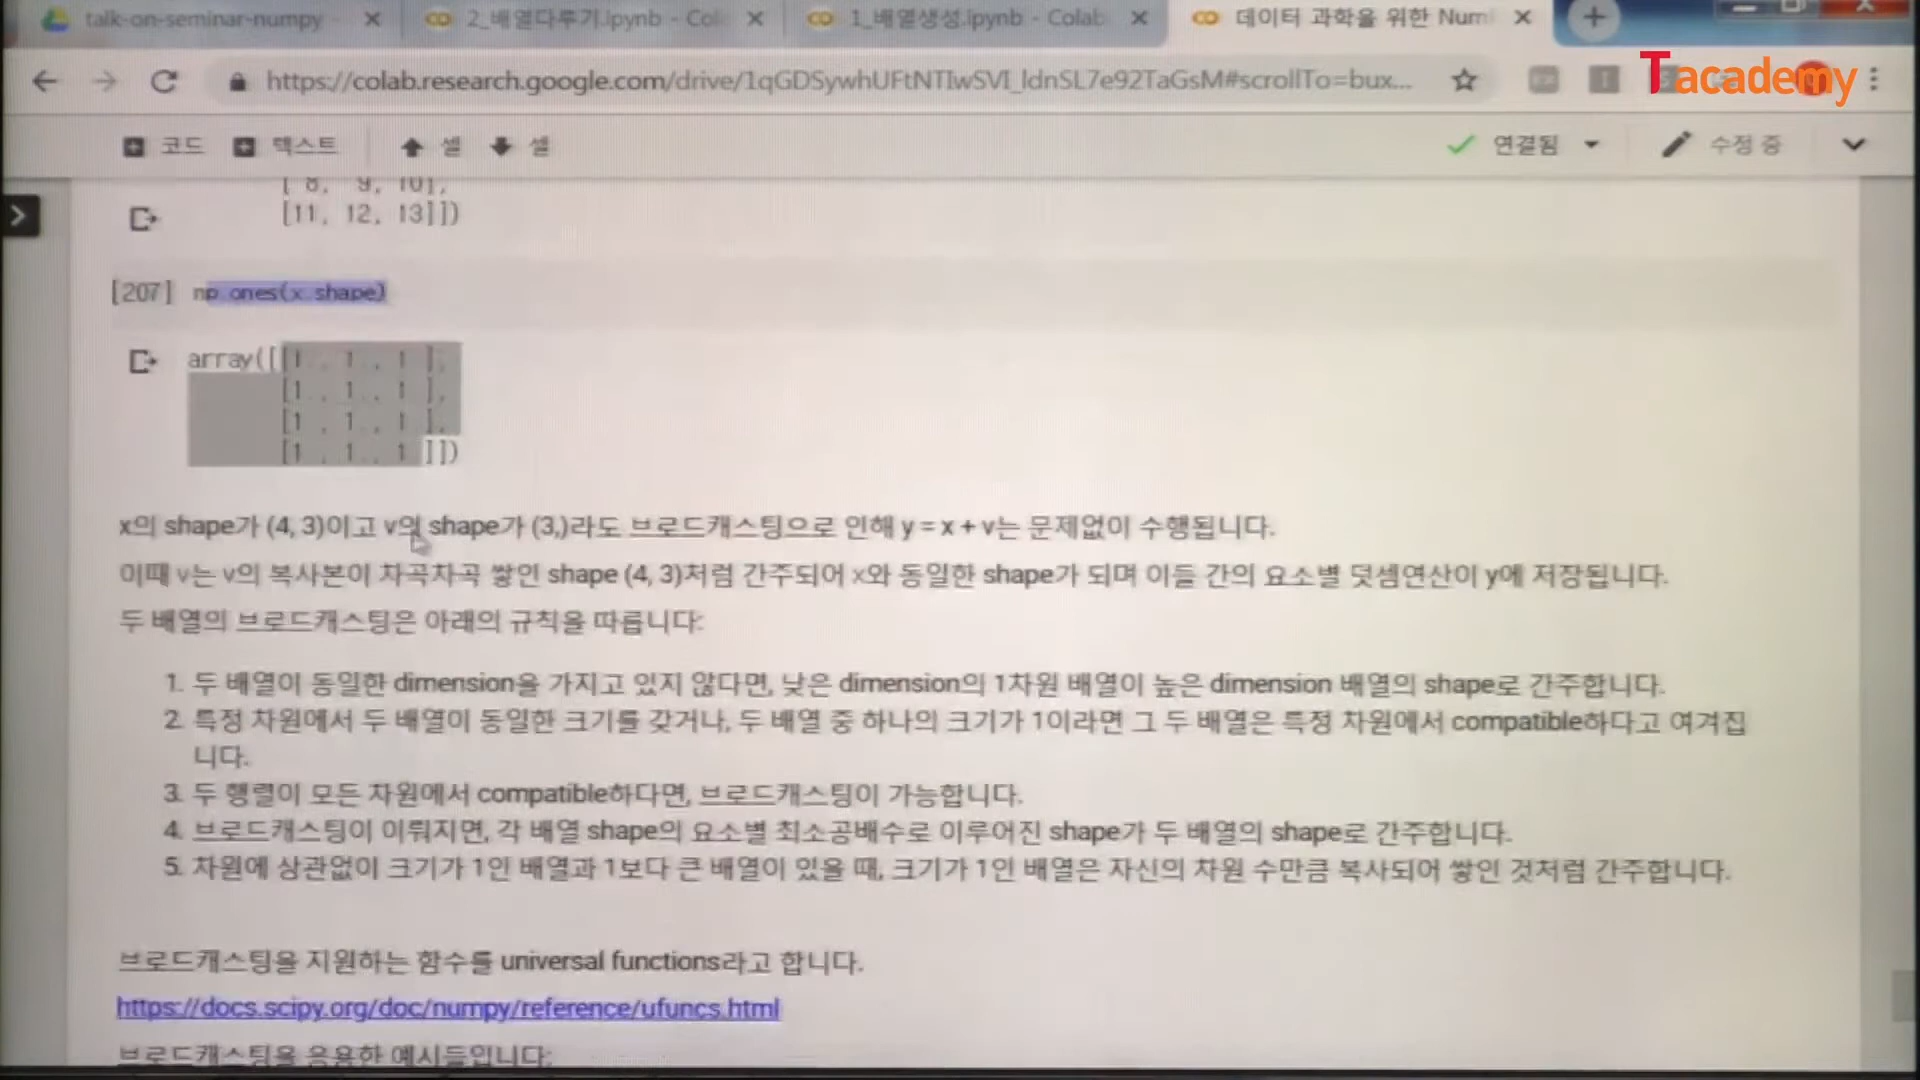 talk-on-seminar-numpy
2_배열다루기.ipynb - Col
1_배열생성.ipynb - Colab
데이터 과학을 위한 Num
https://colab.research.google.com/drive/1qGDSywhUFtNTIwSVI_ldnSL7e92TaGsM#scrollTo=bux...
Tacademy
코드 텍스트 셀 셀
연결됨 수정 중
[ 8, 9, 10],
[11, 12, 13]])
[207] np.ones(x.shape)
array([[1., 1., 1.],
[1., 1., 1.],
[1., 1., 1.],
[1., 1., 1.]])
x의 shape가 (4, 3)이고 v의 shape가 (3,)라도 브로드캐스팅으로 인해 y = x + v는 문제없이 수행됩니다.
이때 v는 v의 복사본이 차곡차곡 쌓인 shape (4, 3)처럼 간주되어 x와 동일한 shape가 되며 이들 간의 요소별 덧셈연산이 y에 저장됩니다.
두 배열의 브로드캐스팅은 아래의 규칙을 따릅니다:
1. 두 배열이 동일한 dimension을 가지고 있지 않다면, 낮은 dimension의 1차원 배열이 높은 dimension 배열의 shape로 간주합니다.
2. 특정 차원에서 두 배열이 동일한 크기를 갖거나, 두 배열 중 하나의 크기가 1이라면 그 두 배열은 특정 차원에서 compatible하다고 여겨집
니다.
3. 두 행렬이 모든 차원에서 compatible하다면, 브로드캐스팅이 가능합니다.
4. 브로드캐스팅이 이뤄지면, 각 배열 shape의 요소별 최소공배수로 이루어진 shape가 두 배열의 shape로 간주합니다.
5. 차원에 상관없이 크기가 1인 배열과 1보다 큰 배열이 있을 때, 크기가 1인 배열은 자신의 차원 수만큼 복사되어 쌓인 것처럼 간주합니다.
브로드캐스팅을 지원하는 함수를 universal functions라고 합니다.
https://docs.scipy.org/doc/numpy/reference/ufuncs.html
브로드캐스팅을 응용한 예시들입니다: